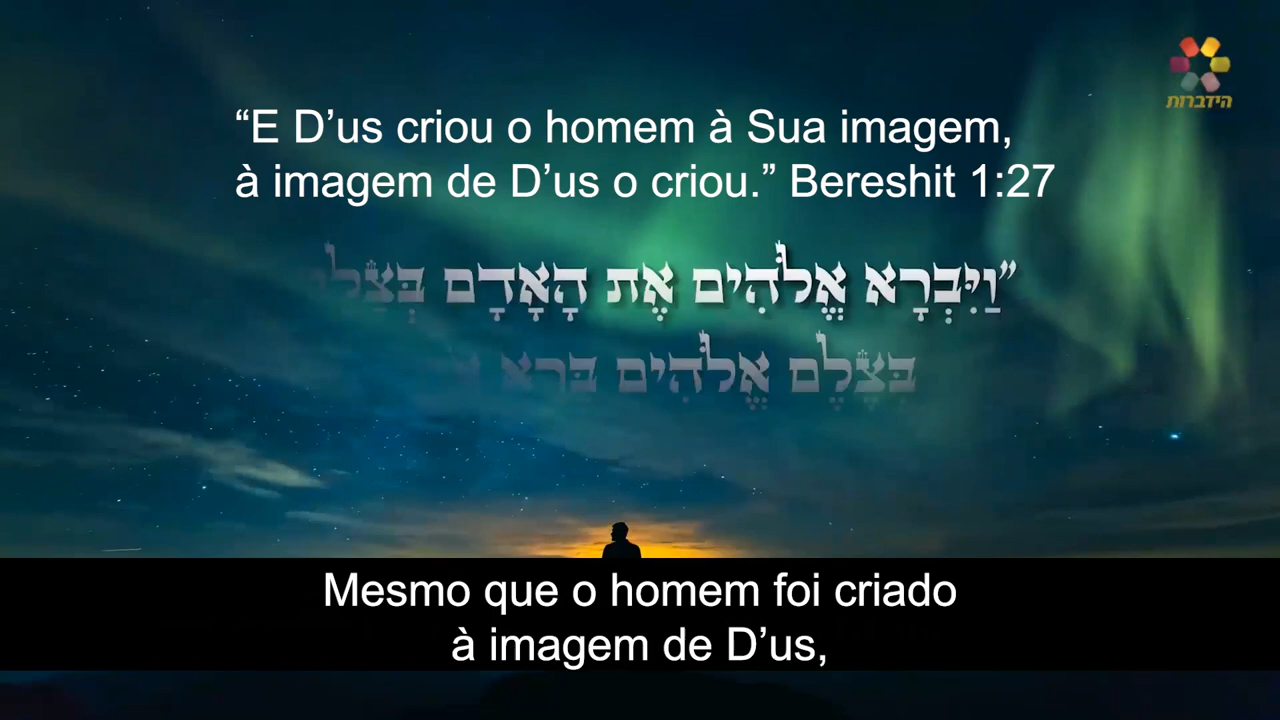 הידברות
“E D’us criou o homem à Sua imagem,
à imagem de D’us o criou.” Bereshit 1:27
"וַיִּבְרָא אֱלֹהִים אֶת הָאָדָם
בְּצֶלֶם אֱלֹהִים בָּרָא
Mesmo que o homem foi criado
à imagem de D’us,